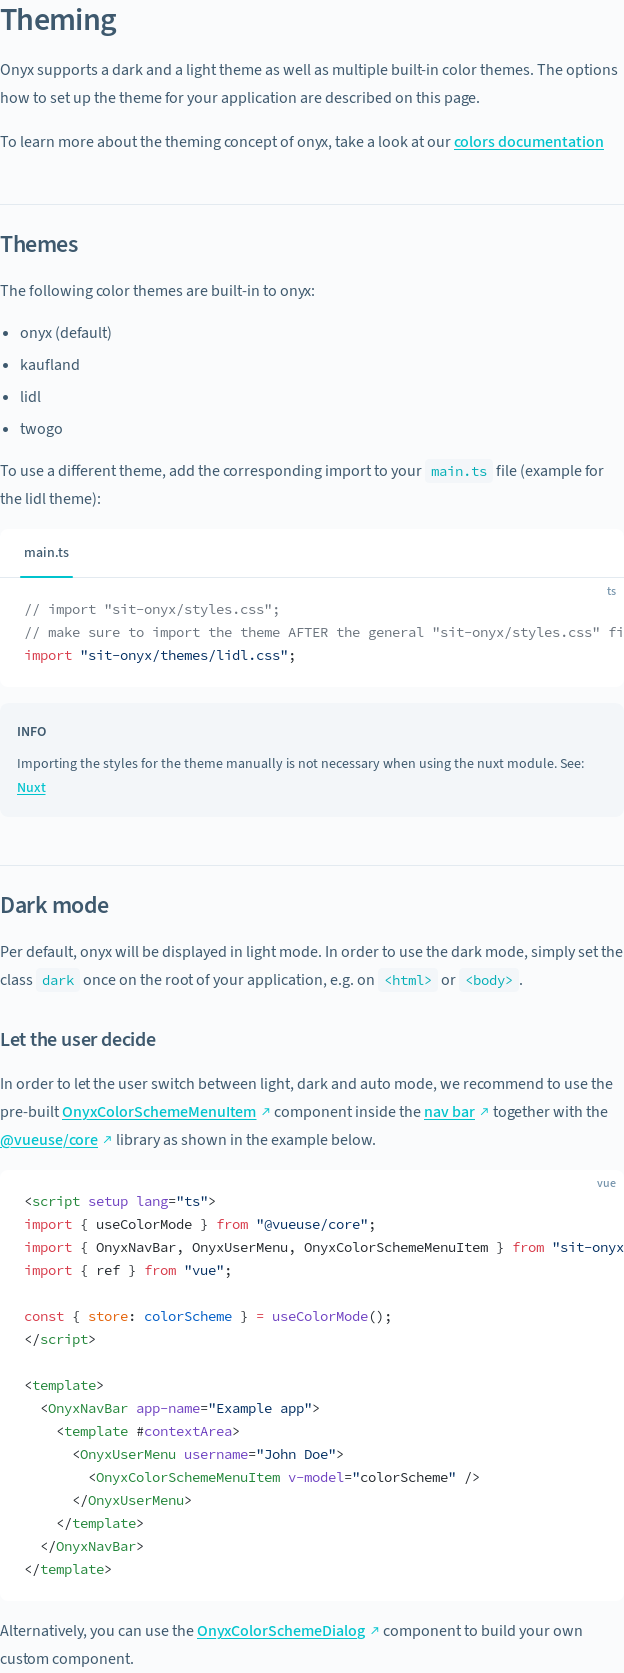 Theming
Onyx supports a dark and a light theme as well as multiple built-in color themes. The options
how to set up the theme for your application are described on this page.
To learn more about the theming concept of onyx, take a look at our colors documentation
Themes
The following color themes are built-in to onyx:
• onyx (default)
• kaufland
• lidl
• twogo
To use a different theme, add the corresponding import to your main.ts file (example for
the lidl theme):
main.ts
ts
// import "sit-onyx/styles.css";
// make sure to import the theme AFTER the general "sit-onyx/styles.css" fi
import "sit-onyx/themes/lidl.css";
INFO
Importing the styles for the theme manually is not necessary when using the nuxt module. See:
Nuxt
Dark mode
Per default, onyx will be displayed in light mode. In order to use the dark mode, simply set the
class dark once on the root of your application, e.g. on <html> or <body>.
Let the user decide
In order to let the user switch between light, dark and auto mode, we recommend to use the
pre-built OnyxColorSchemeMenuItem ↗ component inside the nav bar ↗ together with the
@vueuse/core ↗ library as shown in the example below.
vue
<script setup lang="ts">
import { useColorMode } from "@vueuse/core";
import { OnyxNavBar, OnyxUserMenu, OnyxColorSchemeMenuItem } from "sit-onyx
import { ref } from "vue";
const { store: colorScheme } = useColorMode();
</script>
<template>
  <OnyxNavBar app-name="Example app">
    <template #contextArea>
      <OnyxUserMenu username="John Doe">
        <OnyxColorSchemeMenuItem v-model="colorScheme" />
      </OnyxUserMenu>
    </template>
  </OnyxNavBar>
</template>
Alternatively, you can use the OnyxColorSchemeDialog ↗ component to build your own
custom component.